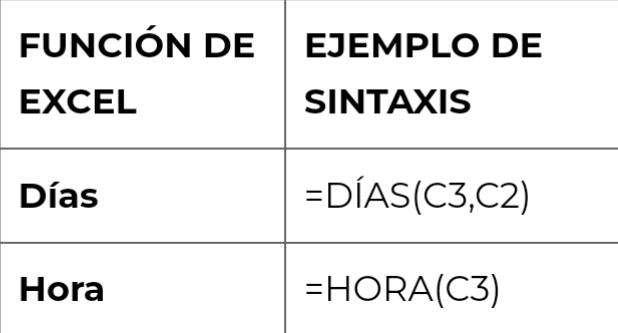 FUNCIÓN DE
EXCEL
EJEMPLO DE
SINTAXIS
Días
=DÍAS(C3,C2)
Hora
=HORA(C3)